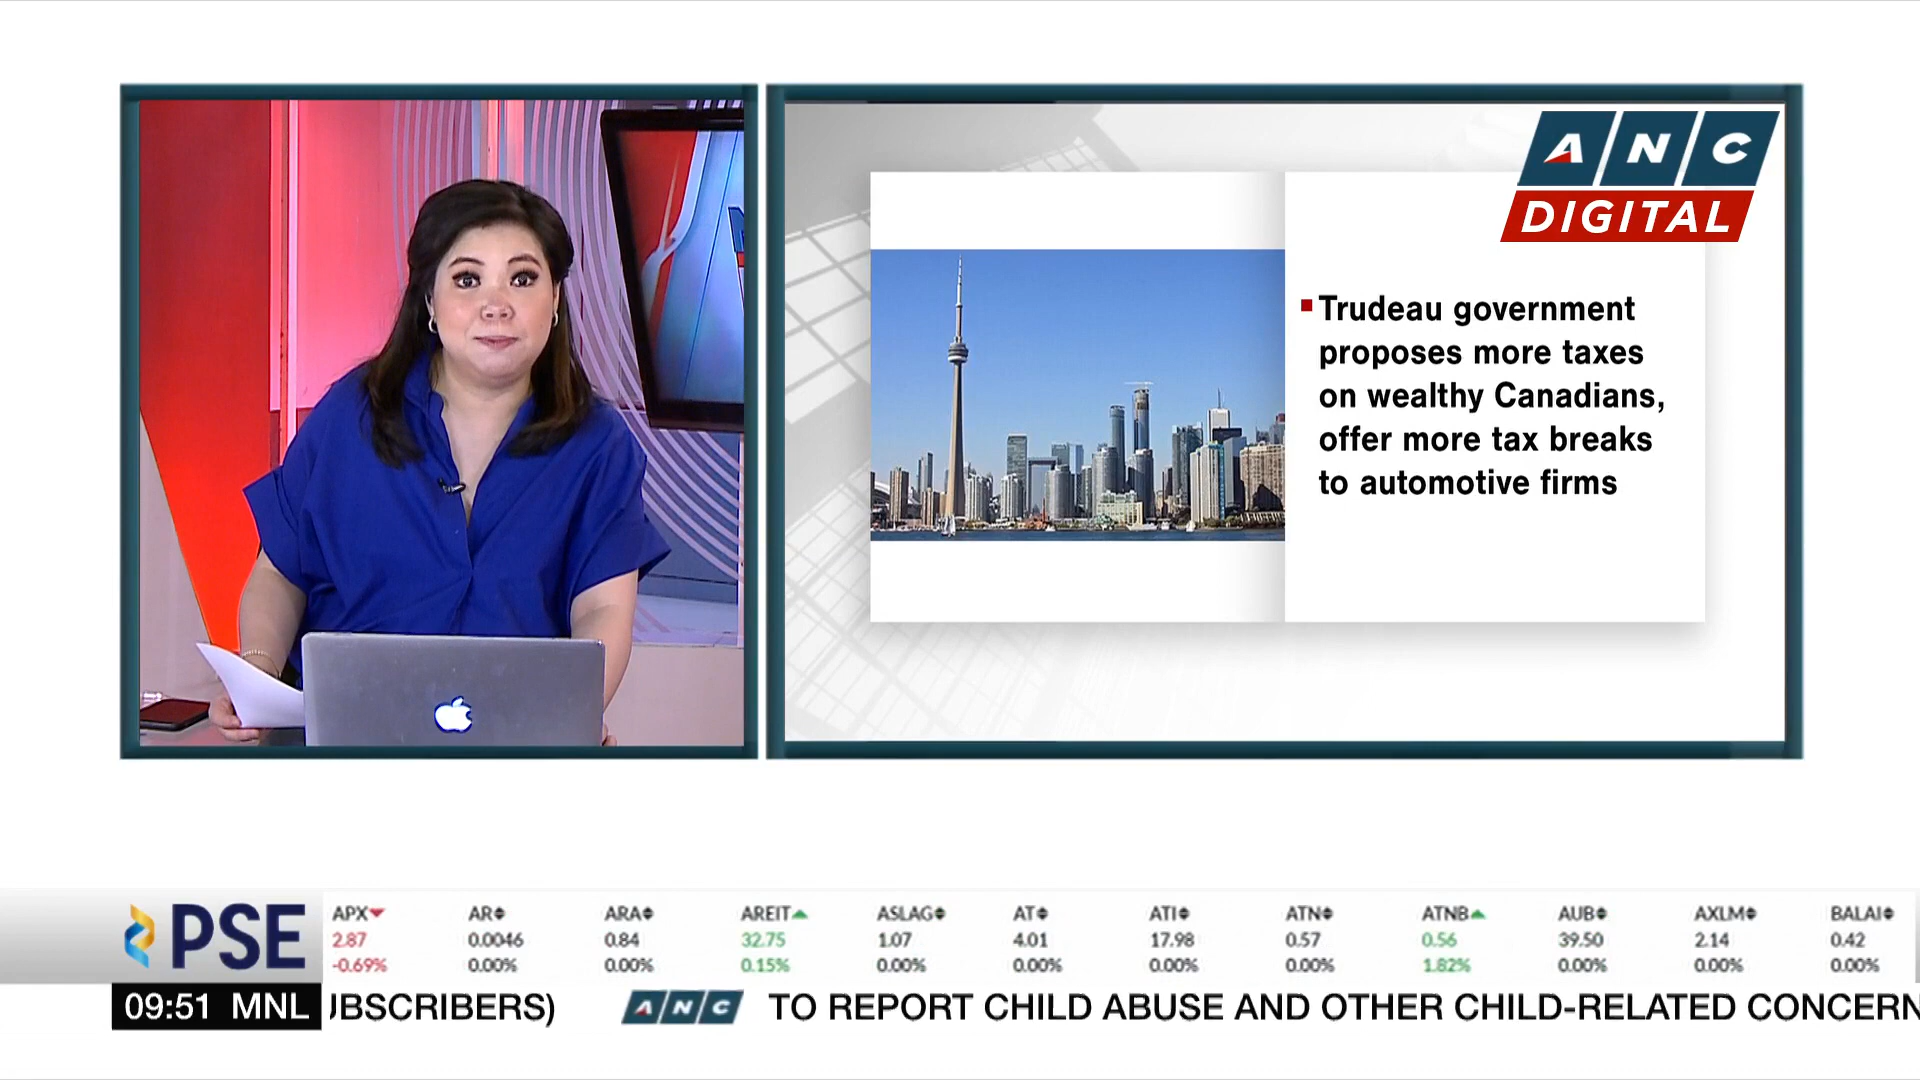 ANC
DIGITAL
Trudeau government
proposes more taxes
on wealthy Canadians,
offer more tax breaks
to automotive firms
PSE
APX AR ARA AREIT ASLAG AT ATI ATN ATNB AUB AXLM BALAI
2.87 0.0046 0.84 32.75 1.07 4.01 17.98 0.57 0.56 39.50 2.14 0.42
-0.69% 0.00% 0.00% 0.15% 0.00% 0.00% 0.00% 0.00% 1.82% 0.00% 0.00% 0.00%
09:51 MNL UBSCRIBERS) ANC TO REPORT CHILD ABUSE AND OTHER CHILD-RELATED CONCERN